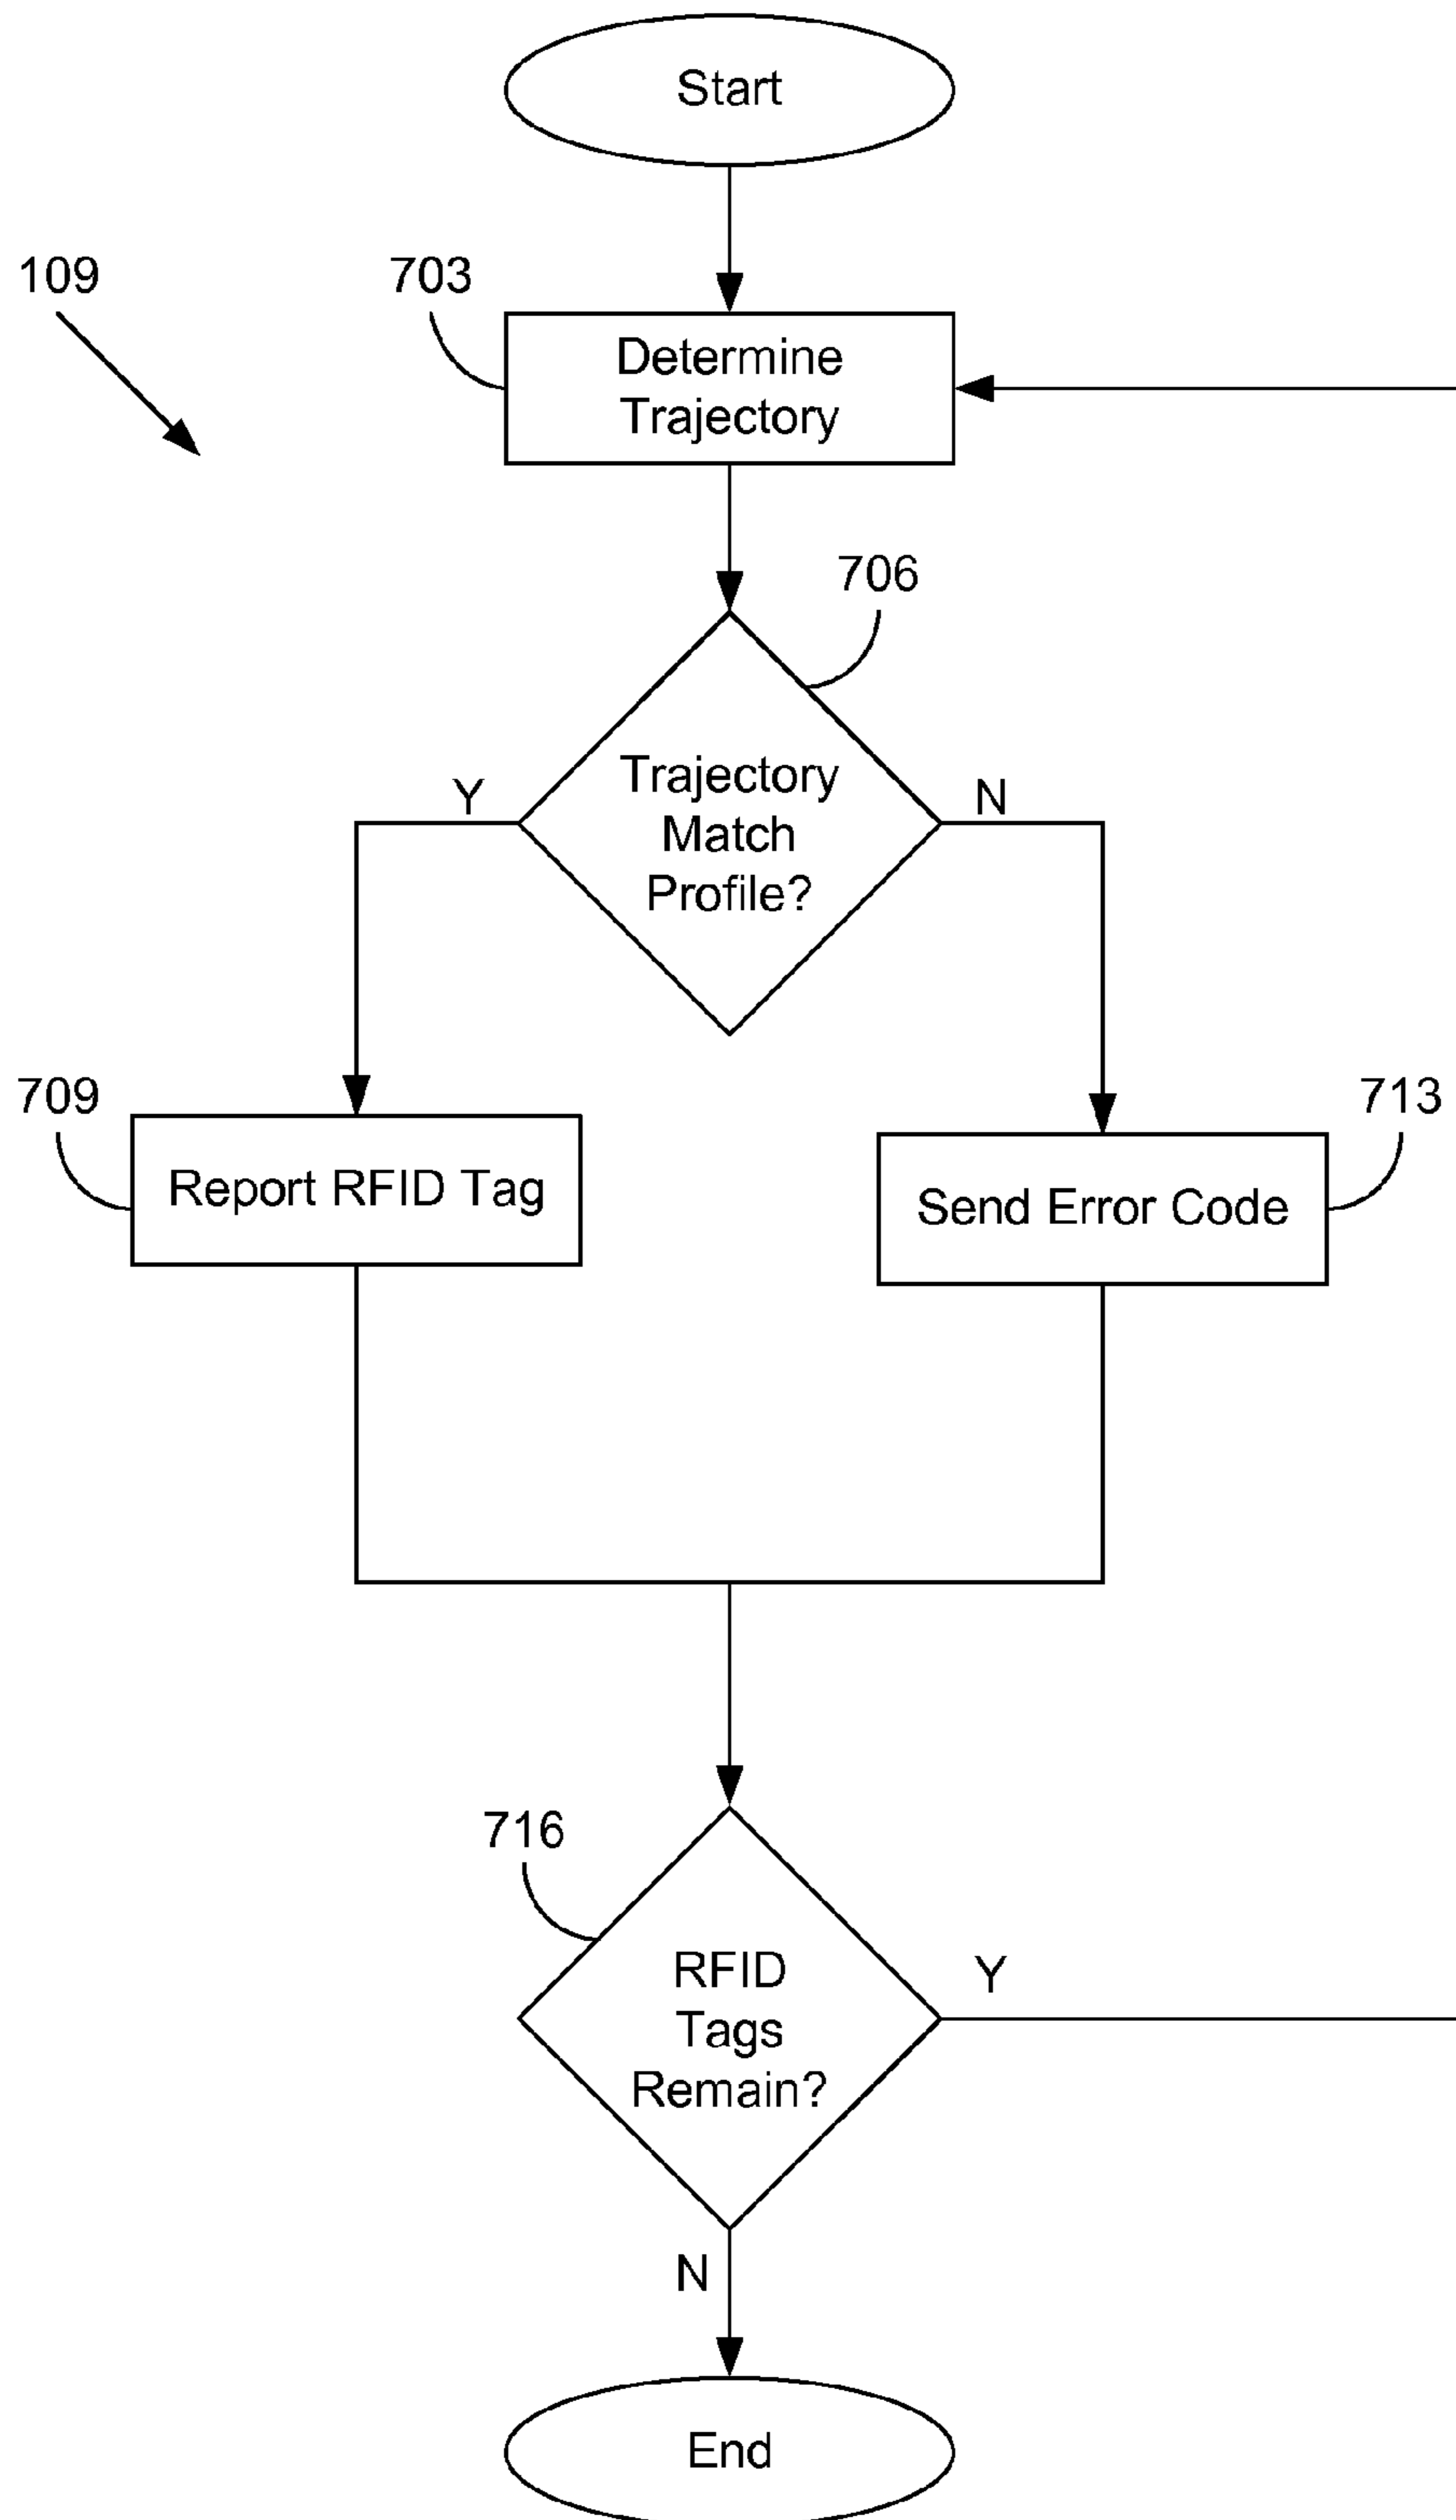 Start
109
703
Determine
Trajectory
706
Trajectory
Match
Profile?
Y
N
709
Report RFID Tag
713
Send Error Code
716
RFID
Tags
Remain?
Y
N
End